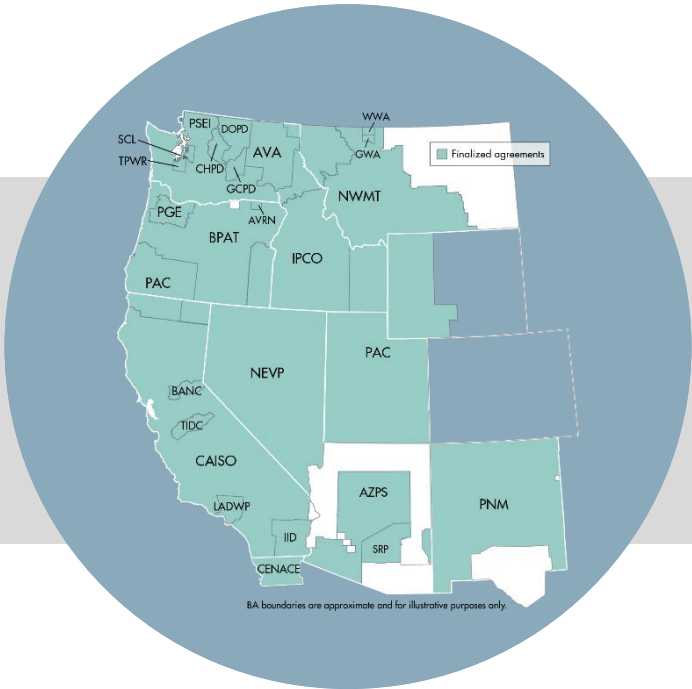 WWA
PSEI
DOPD
SCL
AVA
GWA
Finalized agreements
TPWR
CHPD
GCPD
NWMT
PGE
AVRN
BPAT
IPCO
PAC
PAC
NEVP
BANC
TIDC
CAISO
AZPS
LADWP
PNM
IID
SRP
CENACE
BA boundaries are approximate and for illustrative purposes only.